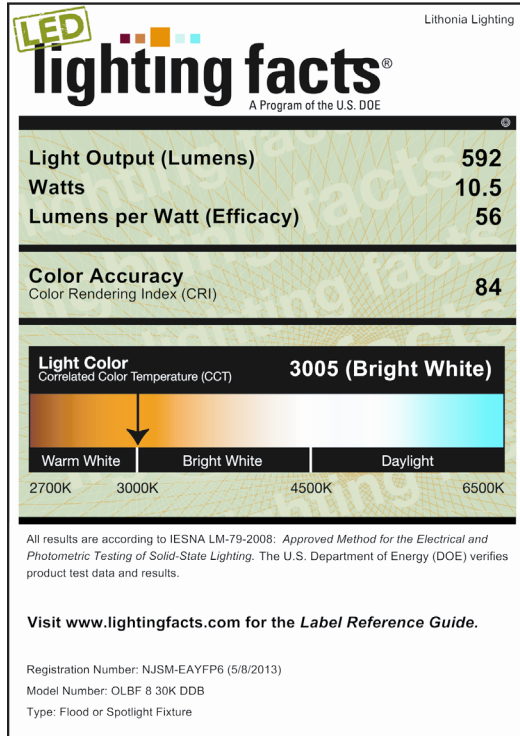 Lithonia Lighting
LED
lighting facts®
A Program of the U.S. DOE
Light Output (Lumens) 592
Watts 10.5
Lumens per Watt (Efficacy) 56
Color Accuracy
Color Rendering Index (CRI) 84
Light Color
Correlated Color Temperature (CCT) 3005 (Bright White)
Warm White Bright White Daylight
2700K 3000K 4500K 6500K
All results are according to IESNA LM-79-2008: Approved Method for the Electrical and
Photometric Testing of Solid-State Lighting. The U.S. Department of Energy (DOE) verifies
product test data and results.
Visit www.lightingfacts.com for the Label Reference Guide.
Registration Number: NJSM-EAYFP6 (5/8/2013)
Model Number: OLBF 8 30K DDB
Type: Flood or Spotlight Fixture